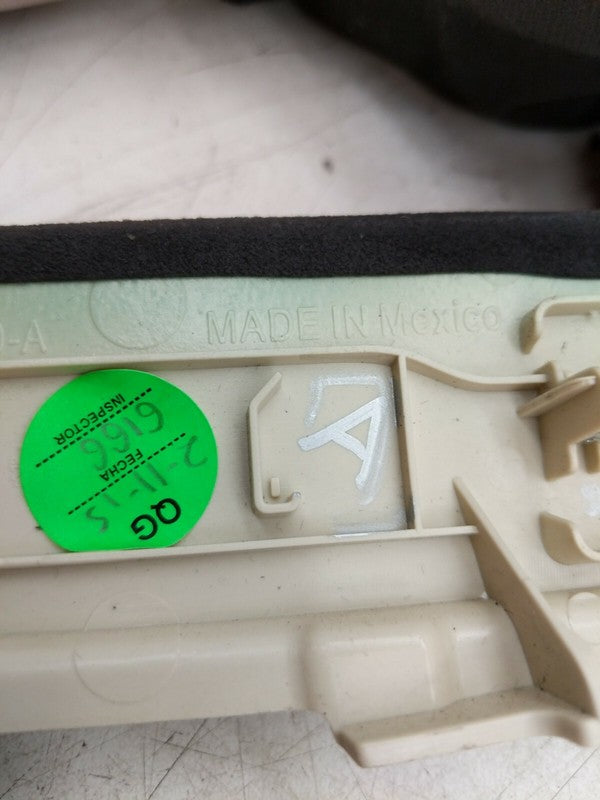 MADE IN Mexico
-A
A
QG
2-11-15
FECHA
6166
INSPECTOR